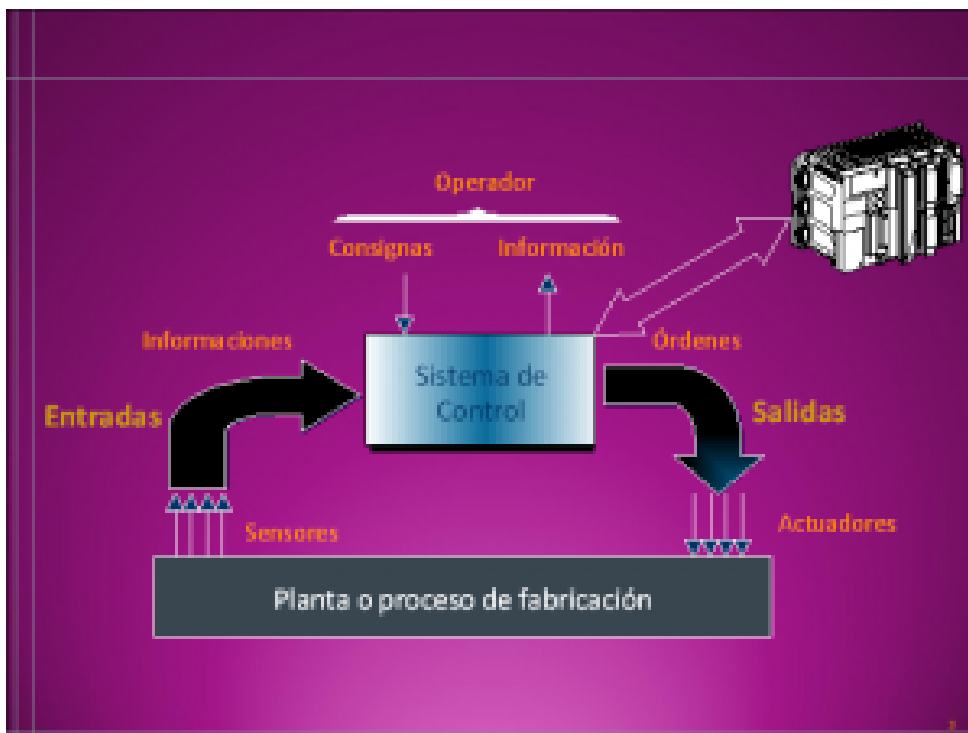 Operador
Consignas
Información
Informaciones
Órdenes
Sistema de
Control
Entradas
Salidas
Sensores
Actuadores
Planta o proceso de fabricación